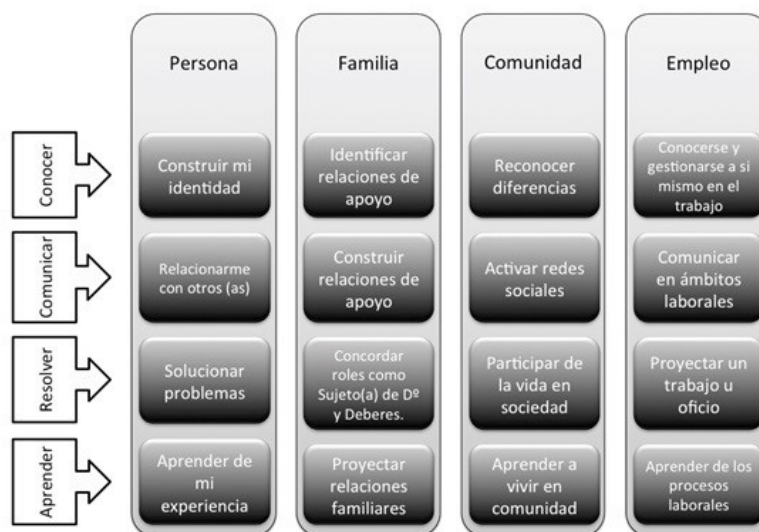 Persona
Familia
Comunidad
Empleo
Conocer
Construir mi
identidad
Identificar
relaciones de
apoyo
Reconocer
diferencias
Conocerse y
gestionarse a si
mismo en el
trabajo
Comunicar
Relacionarme
con otros (as)
Construir
relaciones de
apoyo
Activar redes
sociales
Comunicar
en ámbitos
laborales
Resolver
Solucionar
problemas
Concordar
roles como
Sujeto(a) de Dº
y Deberes.
Participar de
la vida en
sociedad
Proyectar un
trabajo u
oficio
Aprender
Aprender de
mi
experiencia
Proyectar
relaciones
familiares
Aprender a
vivir en
comunidad
Aprender de los
procesos
laborales